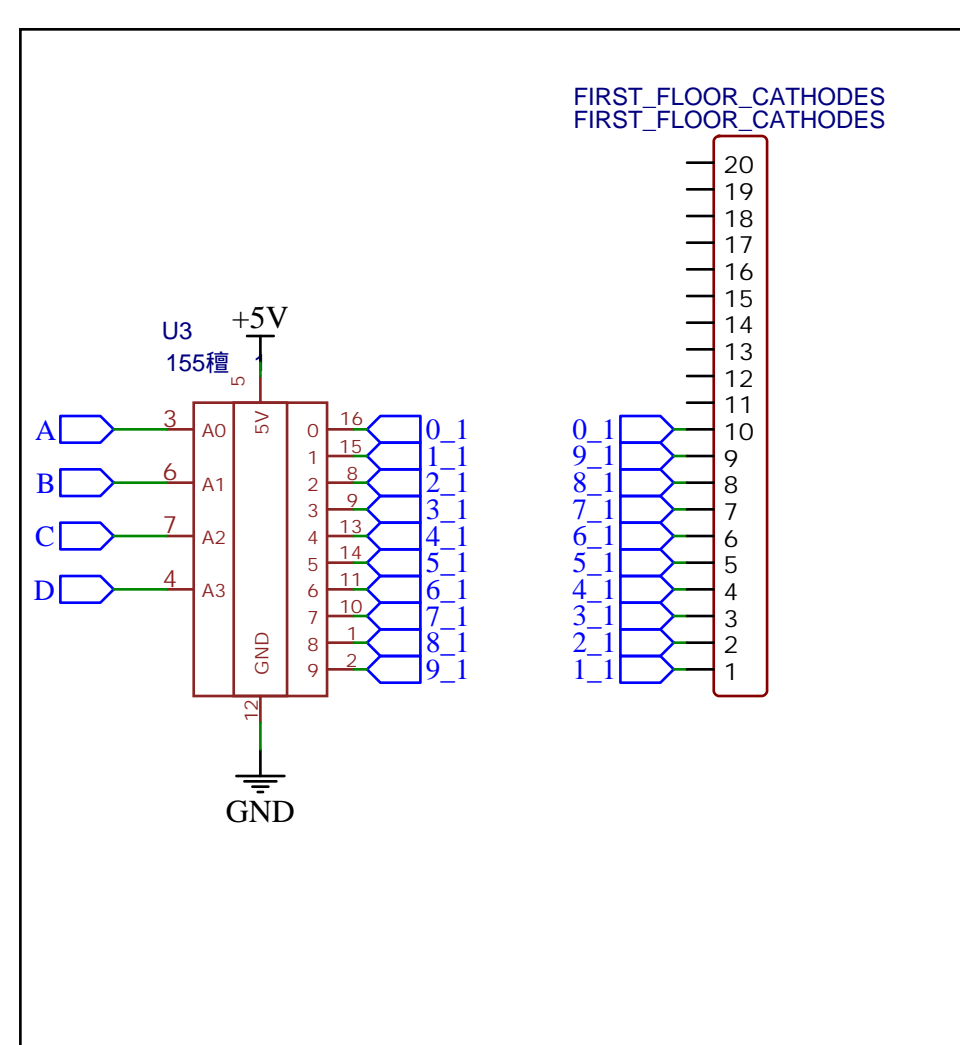 FIRST_FLOOR_CATHODES
FIRST_FLOOR_CATHODES
20
19
18
17
16
15
14
13
12
11
10
9
8
7
6
5
4
3
2
1
0_1
9_1
8_1
7_1
6_1
5_1
4_1
3_1
2_1
1_1
+5V
U3
155檀 1
5
5V
A 3 A0
B 6 A1
C 7 A2
D 4 A3
0 16 0_1
1 15 1_1
2 8 2_1
3 9 3_1
4 13 4_1
5 14 5_1
6 11 6_1
7 10 7_1
8 1 8_1
9 2 9_1
GND
12
GND